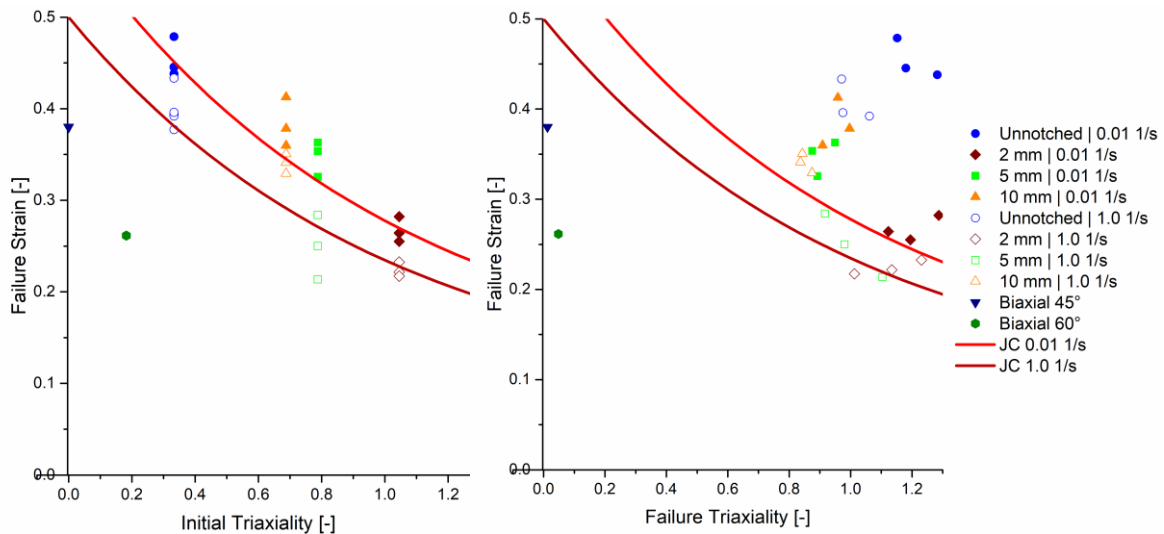 0.5
0.4
0.3
0.2
0.1
0.0
Failure Strain [-]
0.0 0.2 0.4 0.6 0.8 1.0 1.2
Initial Triaxiality [-]
0.5
0.4
0.3
0.2
0.1
0.0
Failure Strain [-]
0.0 0.2 0.4 0.6 0.8 1.0 1.2
Failure Triaxiality [-]
Unnotched | 0.01 1/s
2 mm | 0.01 1/s
5 mm | 0.01 1/s
10 mm | 0.01 1/s
Unnotched | 1.0 1/s
2 mm | 1.0 1/s
5 mm | 1.0 1/s
10 mm | 1.0 1/s
Biaxial 45°
Biaxial 60°
JC 0.01 1/s
JC 1.0 1/s